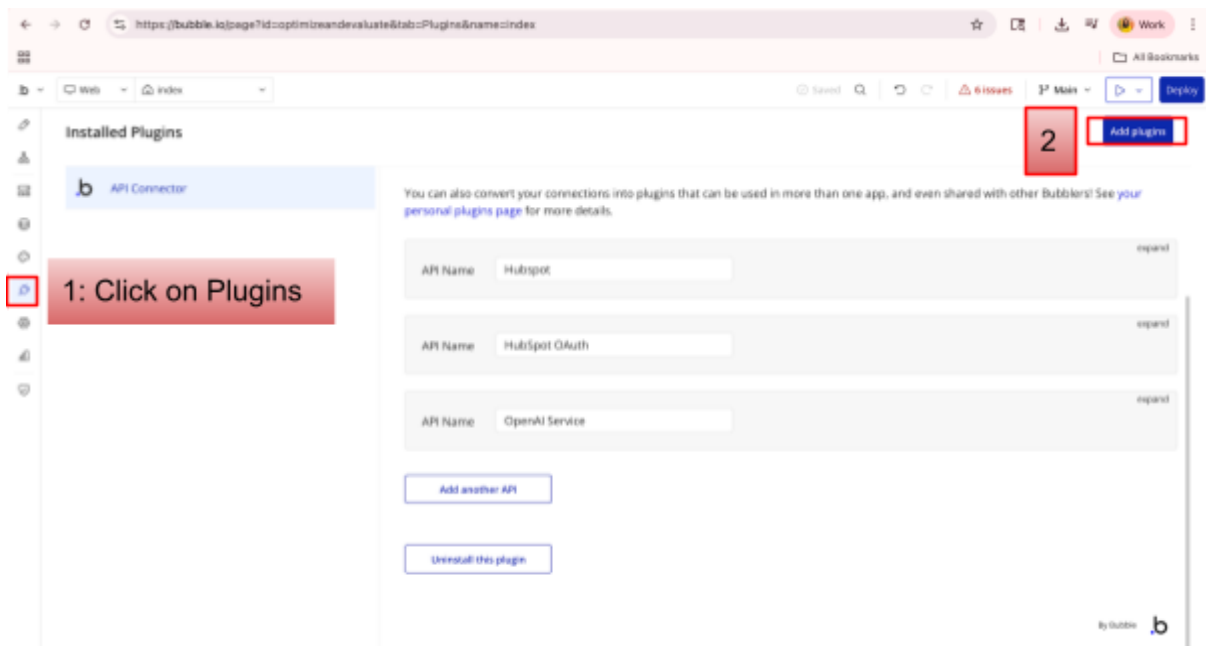 https://bubble.io/page?id=optimizeandevaluate&tab=Plugins&name=index
Work
All Bookmarks
b Web index Saved 6 issues Main Deploy
Installed Plugins
2
Add plugins
b API Connector
You can also convert your connections into plugins that can be used in more than one app, and even shared with other Bubblers! See your
personal plugins page for more details.
expand
API Name Hubspot
1: Click on Plugins
expand
API Name HubSpot OAuth
expand
API Name OpenAI Service
Add another API
Uninstall this plugin
By Bubble b